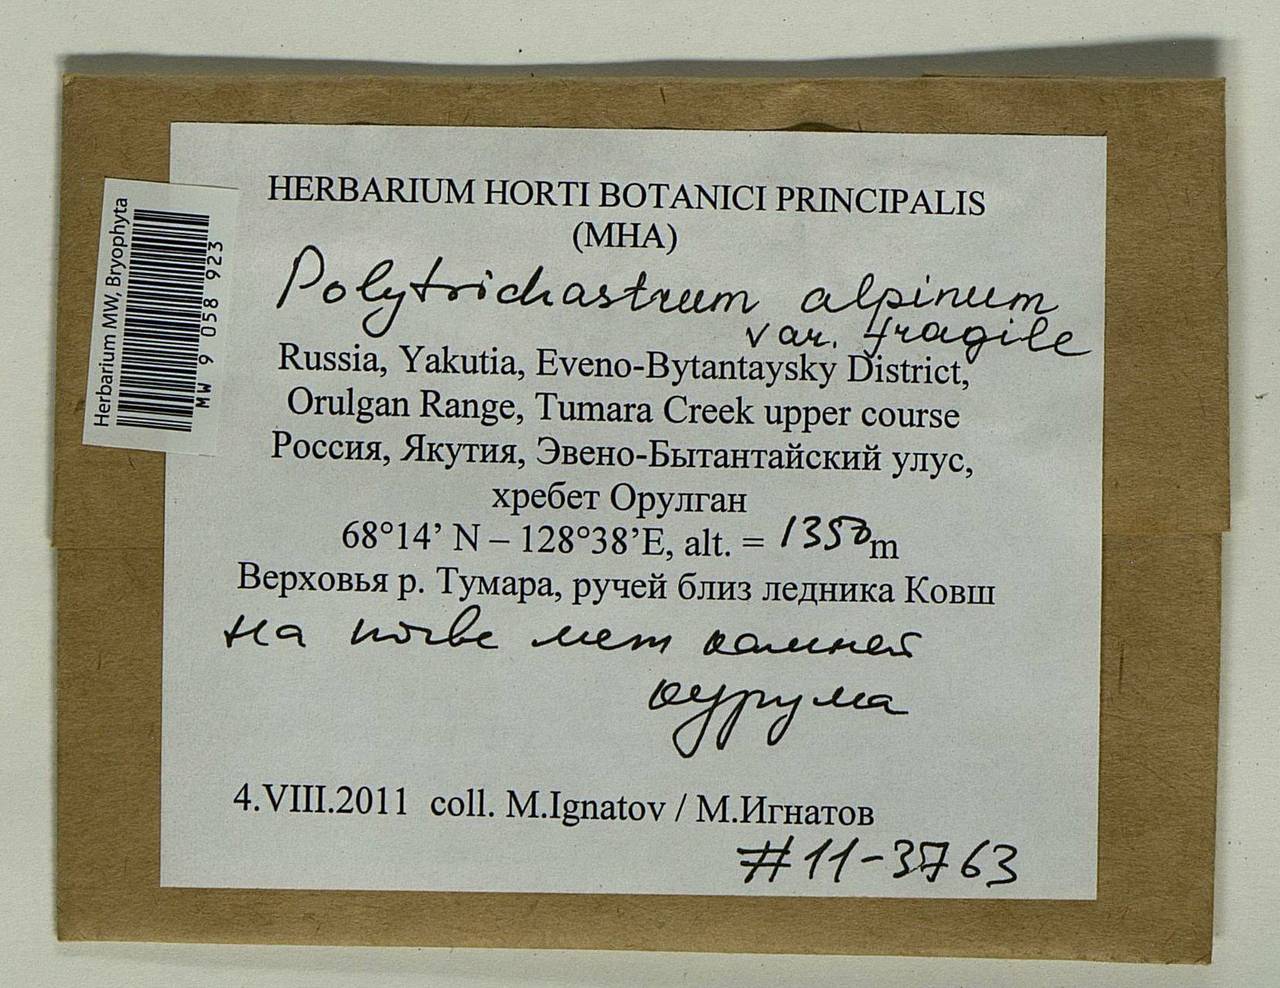 HERBARIUM HORTI BOTANICI PRINCIPALIS
(MHA)
Polytrichastrum alpinum
var. fragile
Russia, Yakutia, Eveno-Bytantaysky District,
Orulgan Range, Tumara Creek upper course
Россия, Якутия, Эвено-Бытантайский улус,
хребет Орулган
68°14’ N – 128°38’E, alt. = 1350 m
Верховья р. Тумара, ручей близ ледника Ковш
на почве меж камней
курума
4.VIII.2011 coll. M.Ignatov / М.Игнатов
#11-3763
Herbarium MW, Bryophyta
MW 9 058 923